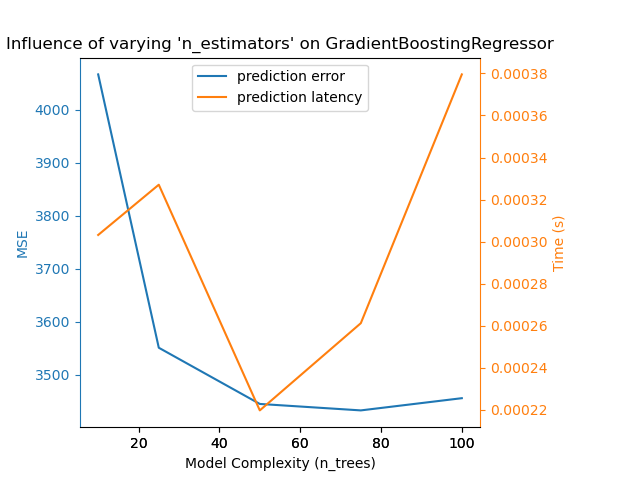 Influence of varying 'n_estimators' on GradientBoostingRegressor
prediction error
prediction latency
MSE
4000
3900
3800
3700
3600
3500
0.00038
0.00036
0.00034
0.00032
0.00030
0.00028
0.00026
0.00024
0.00022
Time (s)
20 40 60 80 100
Model Complexity (n_trees)